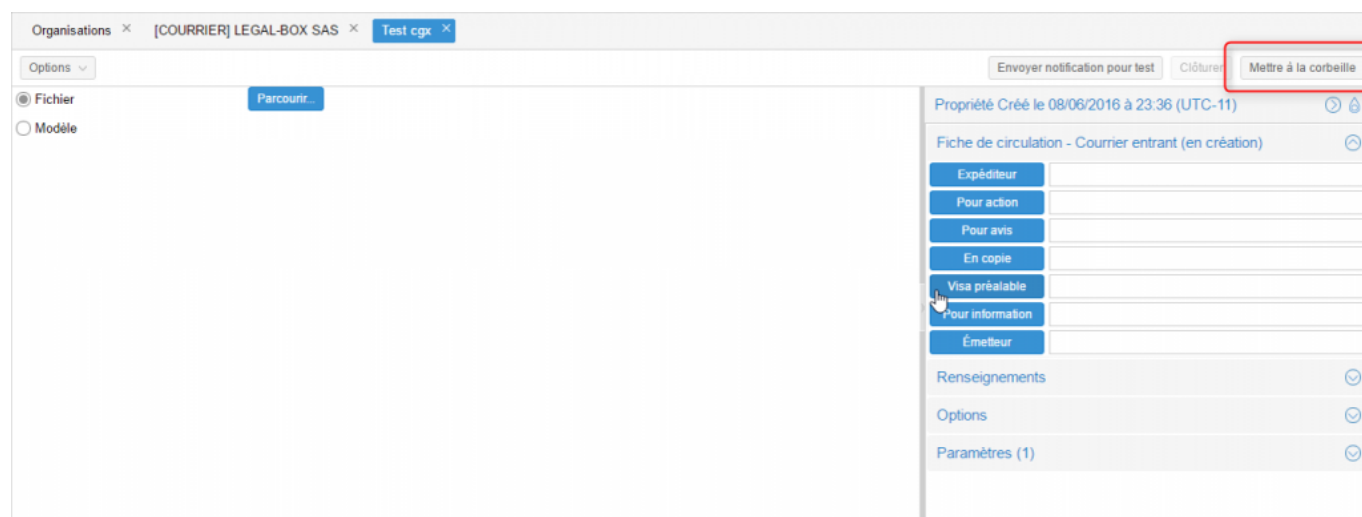 Organisations × [COURRIER] LEGAL-BOX SAS × Test cgx ×
Options Envoyer notification pour test Clôturer Mettre à la corbeille
Fichier Parcourir...
Modèle
Propriété Créé le 08/06/2016 à 23:36 (UTC-11)
Fiche de circulation - Courrier entrant (en création)
Expéditeur
Pour action
Pour avis
En copie
Visa préalable
Pour information
Émetteur
Renseignements
Options
Paramètres (1)